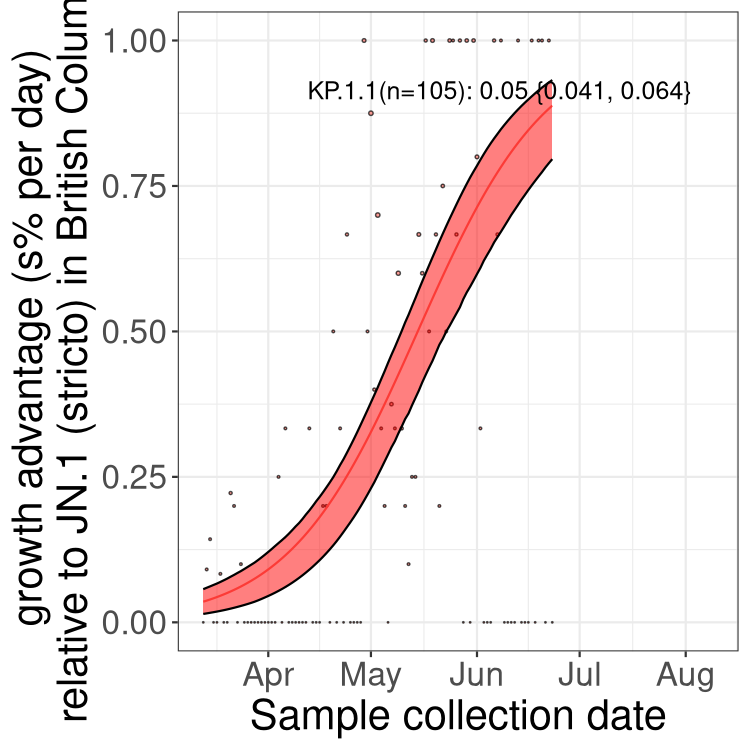 growth advantage (s% per day)
relative to JN.1 (stricto) in British Colum
1.00
0.75
0.50
0.25
0.00
KP.1.1(n=105): 0.05 {0.041, 0.064}
Apr May Jun Jul Aug
Sample collection date